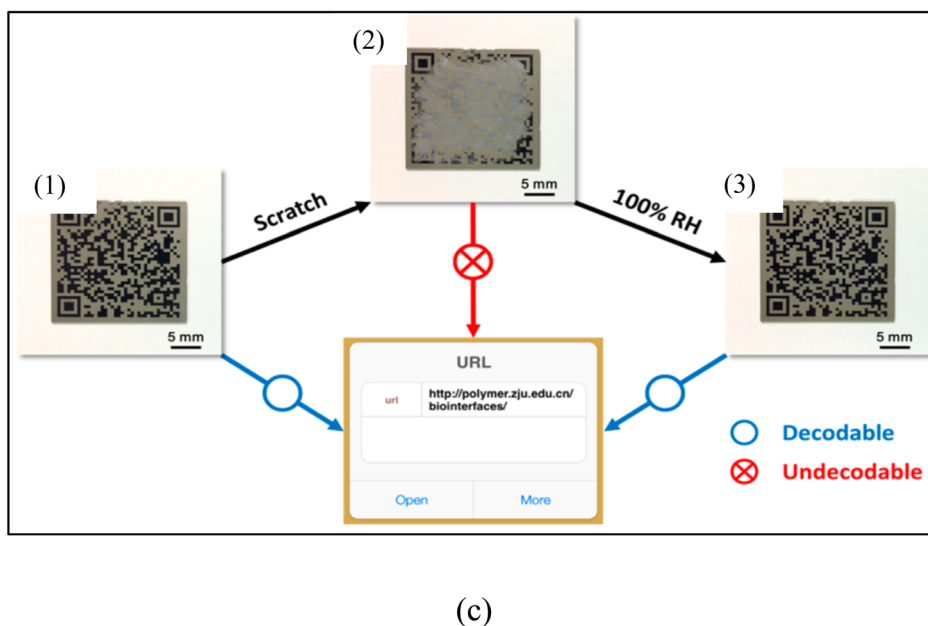 (2)
5 mm
(1)
Scratch
100% RH
(3)
5 mm
5 mm
URL
url
http://polymer.zju.edu.cn/
biointerfaces/
Open
More
Decodable
Undecodable
(c)